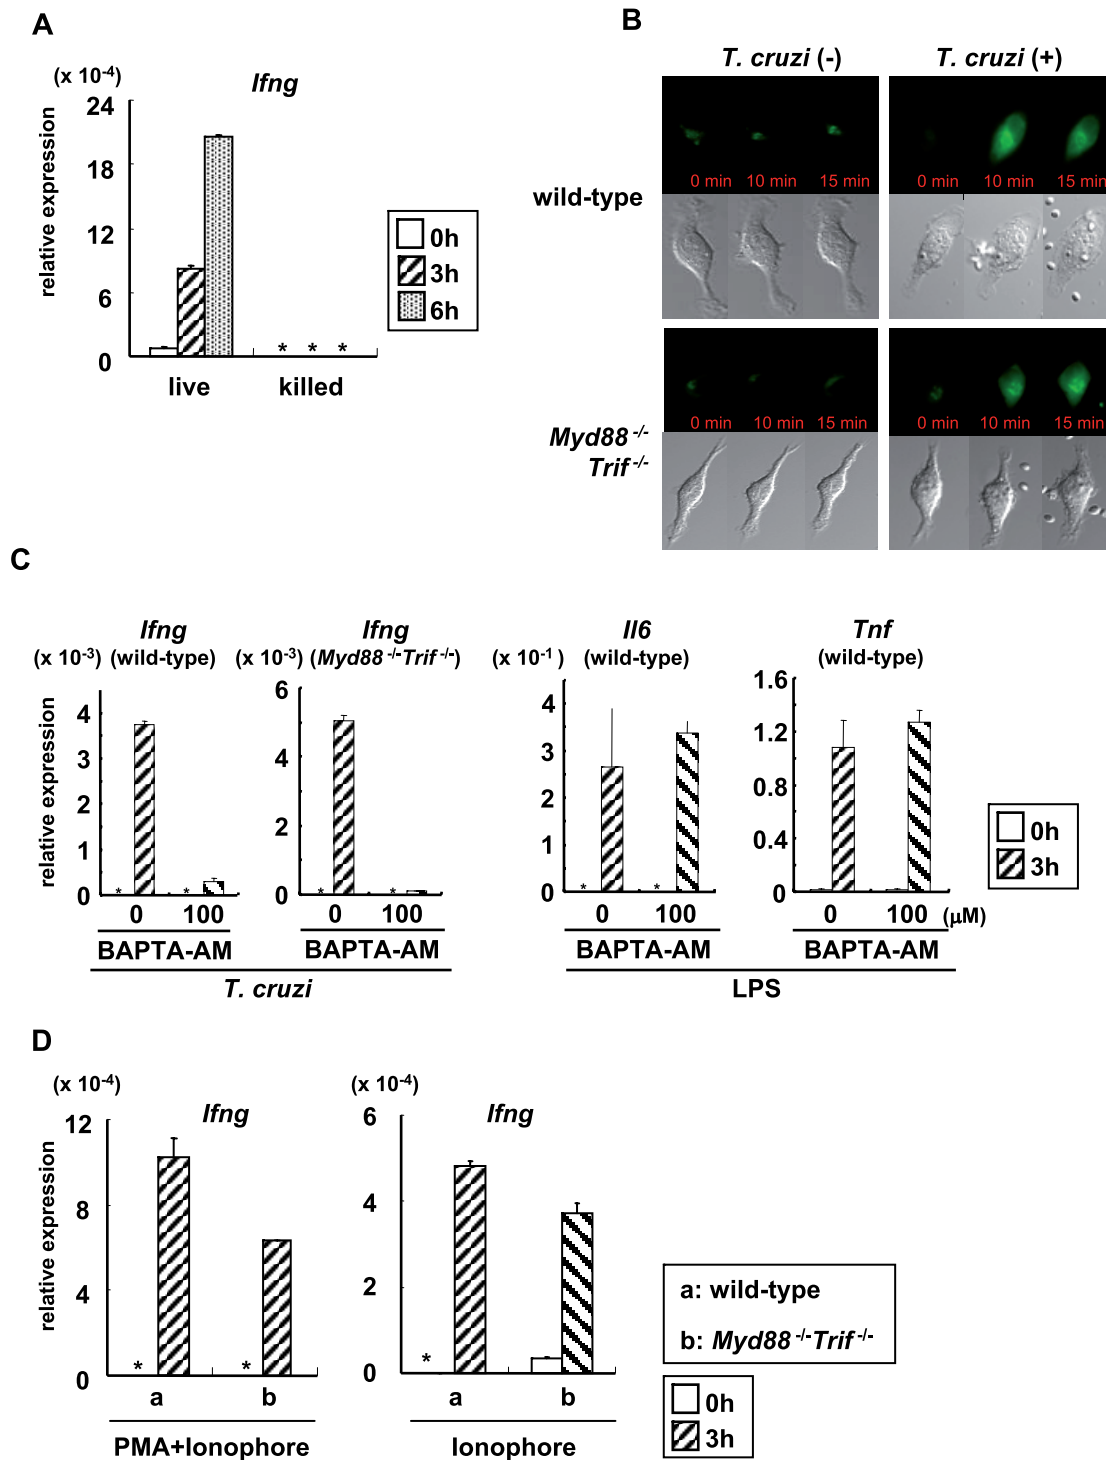 A
(x 10-4)
Ifng
relative expression
24
18
12
6
0
live
killed
* * *
0h
3h
6h
B
T. cruzi (-)
T. cruzi (+)
wild-type
0 min 10 min 15 min
0 min 10 min 15 min
Myd88 -/-
Trif -/-
0 min 10 min 15 min
0 min 10 min 15 min
C
Ifng
(x 10-3) (wild-type)
relative expression
4
3
2
1
0
* *
0 100
BAPTA-AM
Ifng
(x 10-3) (Myd88 -/-Trif -/-)
6
4
2
0
* *
0 100
BAPTA-AM
T. cruzi
Il6
(x 10-1) (wild-type)
4
3
2
1
0
* *
0 100
BAPTA-AM
Tnf
(wild-type)
1.6
1.2
0.8
0.4
0
0 100 (μM)
BAPTA-AM
LPS
0h
3h
D
(x 10-4)
Ifng
relative expression
12
8
4
0
* *
a b
PMA+Ionophore
(x 10-4)
Ifng
6
4
2
0
*
a b
Ionophore
a: wild-type
b: Myd88 -/-Trif -/-
0h
3h